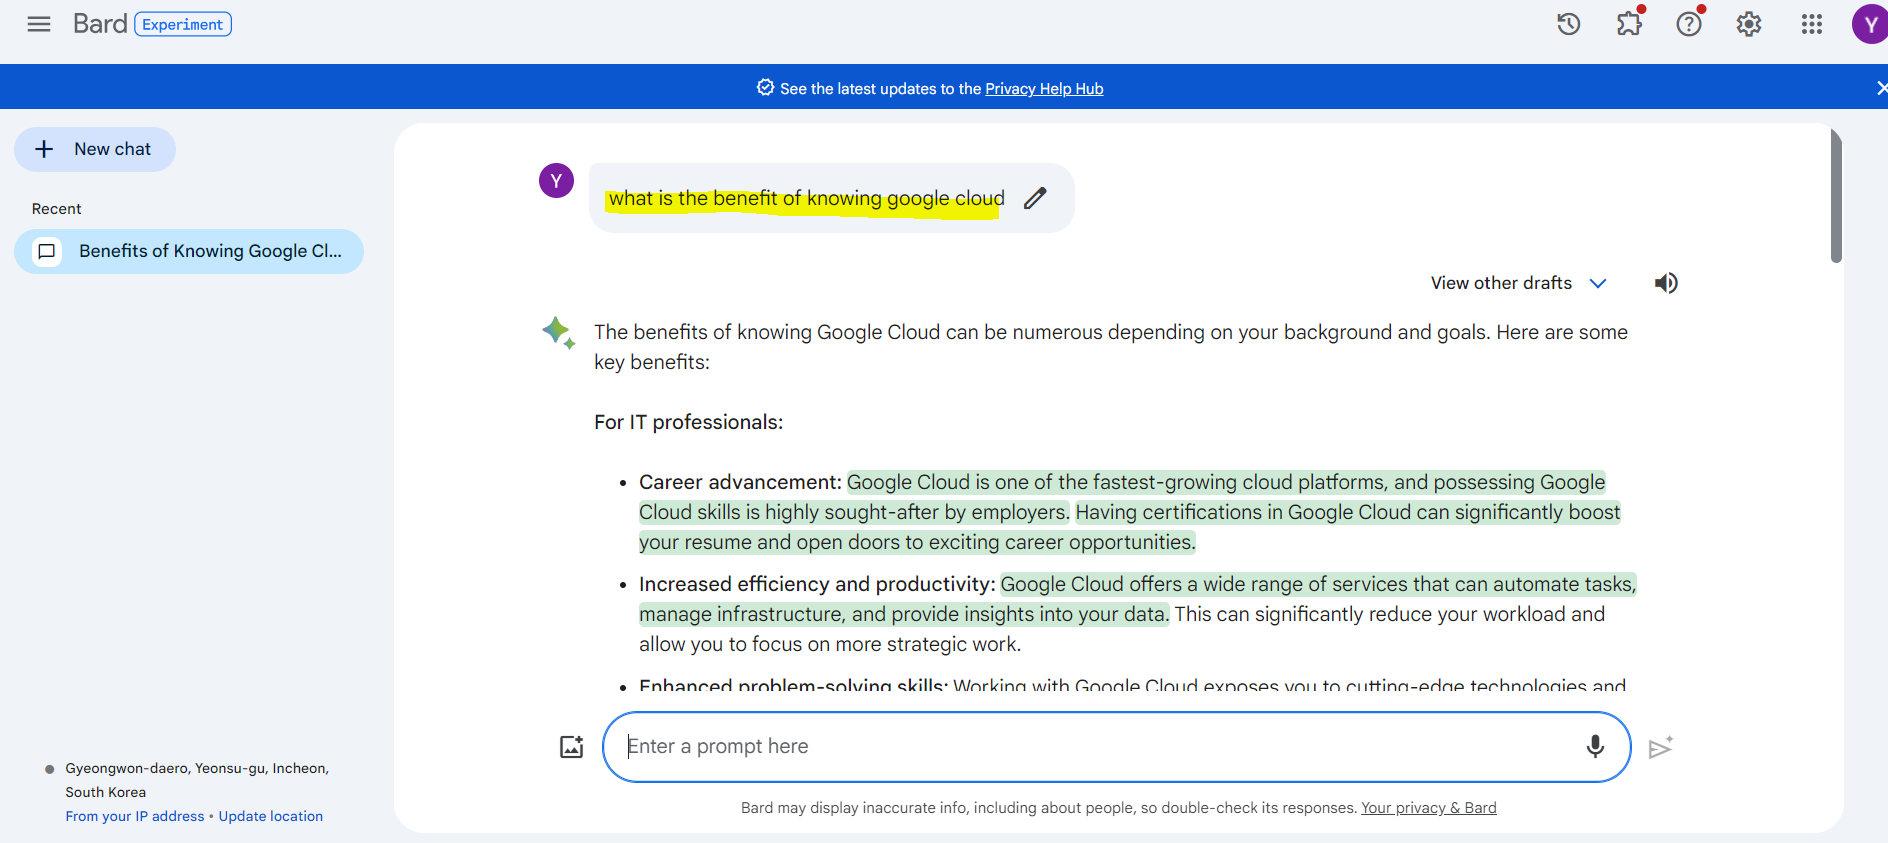 Bard Experiment
Y
See the latest updates to the Privacy Help Hub
New chat
Recent
Benefits of Knowing Google Cl...
Y
what is the benefit of knowing google cloud
View other drafts
The benefits of knowing Google Cloud can be numerous depending on your background and goals. Here are some
key benefits:
For IT professionals:
• Career advancement: Google Cloud is one of the fastest-growing cloud platforms, and possessing Google
Cloud skills is highly sought-after by employers. Having certifications in Google Cloud can significantly boost
your resume and open doors to exciting career opportunities.
• Increased efficiency and productivity: Google Cloud offers a wide range of services that can automate tasks,
manage infrastructure, and provide insights into your data. This can significantly reduce your workload and
allow you to focus on more strategic work.
• Enhanced problem-solving skills: Working with Google Cloud exposes you to cutting-edge technologies and
Enter a prompt here
Gyeongwon-daero, Yeonsu-gu, Incheon,
South Korea
From your IP address • Update location
Bard may display inaccurate info, including about people, so double-check its responses. Your privacy & Bard